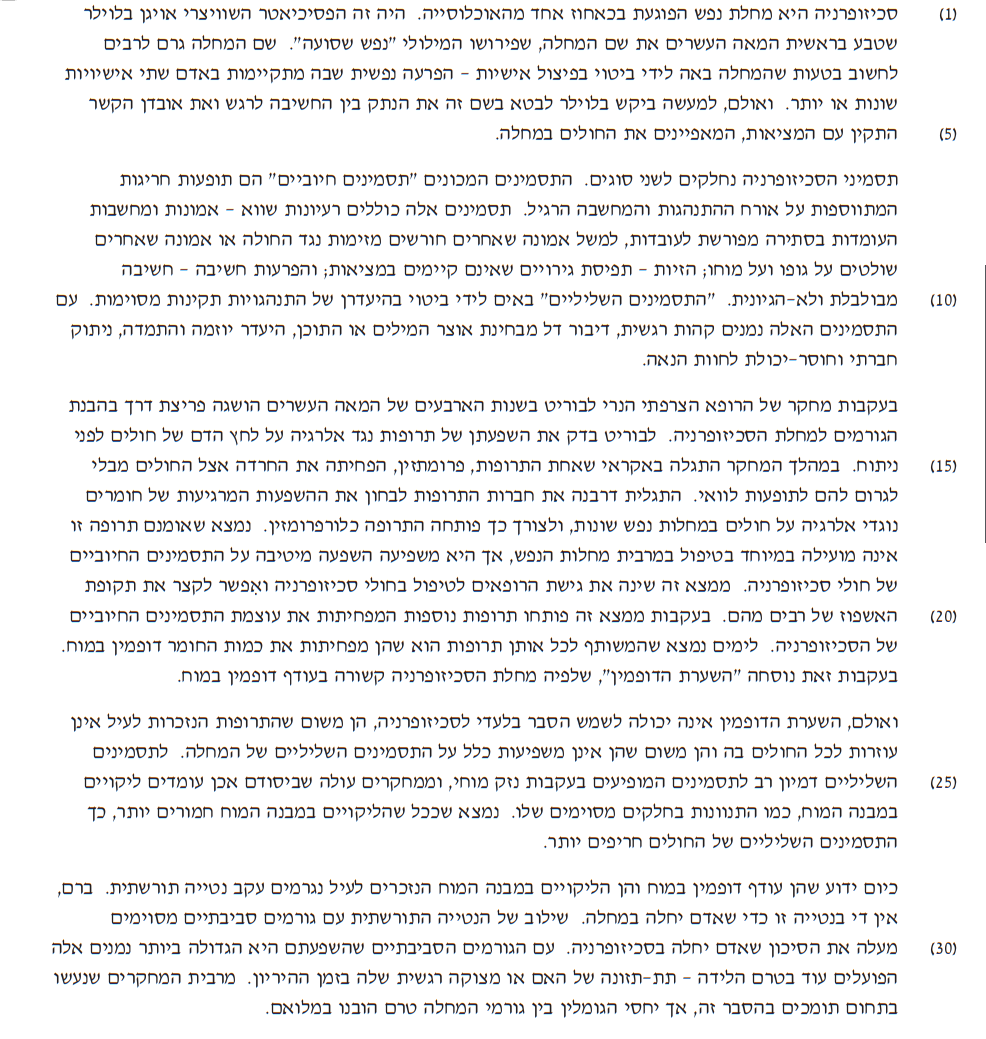 (1) סכיזופרניה היא מחלת נפש הפוגעת בכאחוז אחד מהאוכלוסייה. היה זה הפסיכיאטר השוויצרי אויגן בלוילר
שטבע בראשית המאה העשרים את שם המחלה, שפירושו המילולי "נפש שסועה". שם המחלה גרם לרבים
לחשוב בטעות שהמחלה באה לידי ביטוי בפיצול אישיות – הפרעה נפשית שבה מתקיימות באדם שתי אישויות
שונות או יותר. ואולם, למעשה ביקש בלוילר לבטא בשם זה את הנתק בין החשיבה לרגש ואת אובדן הקשר
(5) התקין עם המציאות, המאפיינים את החולים במחלה.
תסמיני הסכיזופרניה נחלקים לשני סוגים. התסמינים המכונים "תסמינים חיוביים" הם תופעות חריגות
המתווספות על אורח ההתנהגות והמחשבה הרגיל. תסמינים אלה כוללים רעיונות שווא – אמונות ומחשבות
העומדות בסתירה מפורשת לעובדות, למשל אמונה שאחרים חורשים מזימות נגד החולה או אמונה שאחרים
שולטים על גופו ועל מוחו; הזיות – תפיסת גירויים שאינם קיימים במציאות; והפרעות חשיבה – חשיבה
(10) מבולבלת ולא-הגיונית. "התסמינים השליליים" באים לידי ביטוי בהיעדרן של התנהגויות תקינות מסוימות. עם
התסמינים האלה נמנים קהות רגשית, דיבור דל מבחינת אוצר המילים או התוכן, היעדר יוזמה והתמדה, ניתוק
חברתי וחוסר-יכולת לחוות הנאה.
בעקבות מחקר של הרופא הצרפתי הנרי לבוריט בשנות הארבעים של המאה העשרים הושגה פריצת דרך בהבנת
הגורמים למחלת הסכיזופרניה. לבוריט בדק את השפעתן של תרופות נגד אלרגיה על לחץ הדם של חולים לפני
(15) ניתוח. במהלך המחקר התגלה באקראי שאחת התרופות, פרומתזין, הפחיתה את החרדה אצל החולים מבלי
לגרום להם לתופעות לוואי. התגלית דרבנה את חברות התרופות לבחון את ההשפעות המרגיעות של חומרים
נוגדי אלרגיה על חולים במחלות נפש שונות, ולצורך כך פותחה התרופה כלורפרומזין. נמצא שאומנם תרופה זו
אינה מועילה במיוחד בטיפול במרבית מחלות הנפש, אך היא משפיעה השפעה מיטיבה על התסמינים החיוביים
של חולי סכיזופרניה. ממצא זה שינה את גישת הרופאים לטיפול בחולי סכיזופרניה ואִפשר לקצר את תקופת
(20) האשפוז של רבים מהם. בעקבות ממצא זה פותחו תרופות נוספות המפחיתות את עוצמת התסמינים החיוביים
של הסכיזופרניה. לימים נמצא שהמשותף לכל אותן תרופות הוא שהן מפחיתות את כמות החומר דופמין במוח.
בעקבות זאת נוסחה "השערת הדופמין", שלפיה מחלת הסכיזופרניה קשורה בעודף דופמין במוח.
ואולם, השערת הדופמין אינה יכולה לשמש הסבר בלעדי לסכיזופרניה, הן משום שהתרופות הנזכרות לעיל אינן
עוזרות לכל החולים בה והן משום שהן אינן משפיעות כלל על התסמינים השליליים של המחלה. לתסמינים
(25) השליליים דמיון רב לתסמינים המופיעים בעקבות נזק מוחי, וממחקרים עולה שביסודם אכן עומדים ליקויים
במבנה המוח, כמו התנוונות בחלקים מסוימים שלו. נמצא שככל שהליקויים במבנה המוח חמורים יותר, כך
התסמינים השליליים של החולים חריפים יותר.
כיום ידוע שהן עודף דופמין במוח והן הליקויים במבנה המוח הנזכרים לעיל נגרמים עקב נטייה תורשתית. ברם,
אין די בנטייה זו כדי שאדם יחלה במחלה. שילוב של הנטייה התורשתית עם גורמים סביבתיים מסוימים
(30) מעלה את הסיכון שאדם יחלה בסכיזופרניה. עם הגורמים הסביבתיים שהשפעתם היא הגדולה ביותר נמנים אלה
הפועלים עוד בטרם הלידה – תת-תזונה של האם או מצוקה רגשית שלה בזמן ההיריון. מרבית המחקרים שנעשו
בתחום תומכים בהסבר זה, אך יחסי הגומלין בין גורמי המחלה טרם הובנו במלואם.